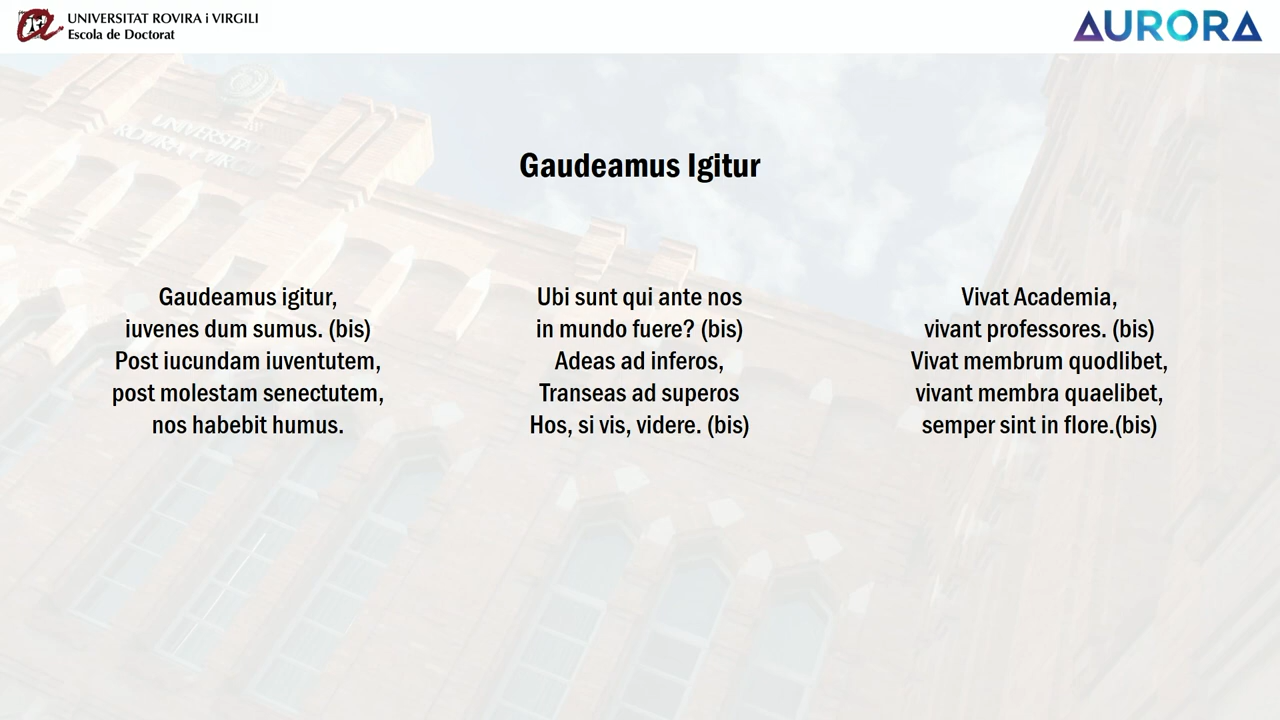 UNIVERSITAT ROVIRA i VIRGILI
Escola de Doctorat
AURORA
UNIVERSITAT
ROVIRA I VIRGILI
Gaudeamus Igitur
Gaudeamus igitur,
iuvenes dum sumus. (bis)
Post iucundam iuventutem,
post molestam senectutem,
nos habebit humus.
Ubi sunt qui ante nos
in mundo fuere? (bis)
Adeas ad inferos,
Transeas ad superos
Hos, si vis, videre. (bis)
Vivat Academia,
vivant professores. (bis)
Vivat membrum quodlibet,
vivant membra quaelibet,
semper sint in flore.(bis)